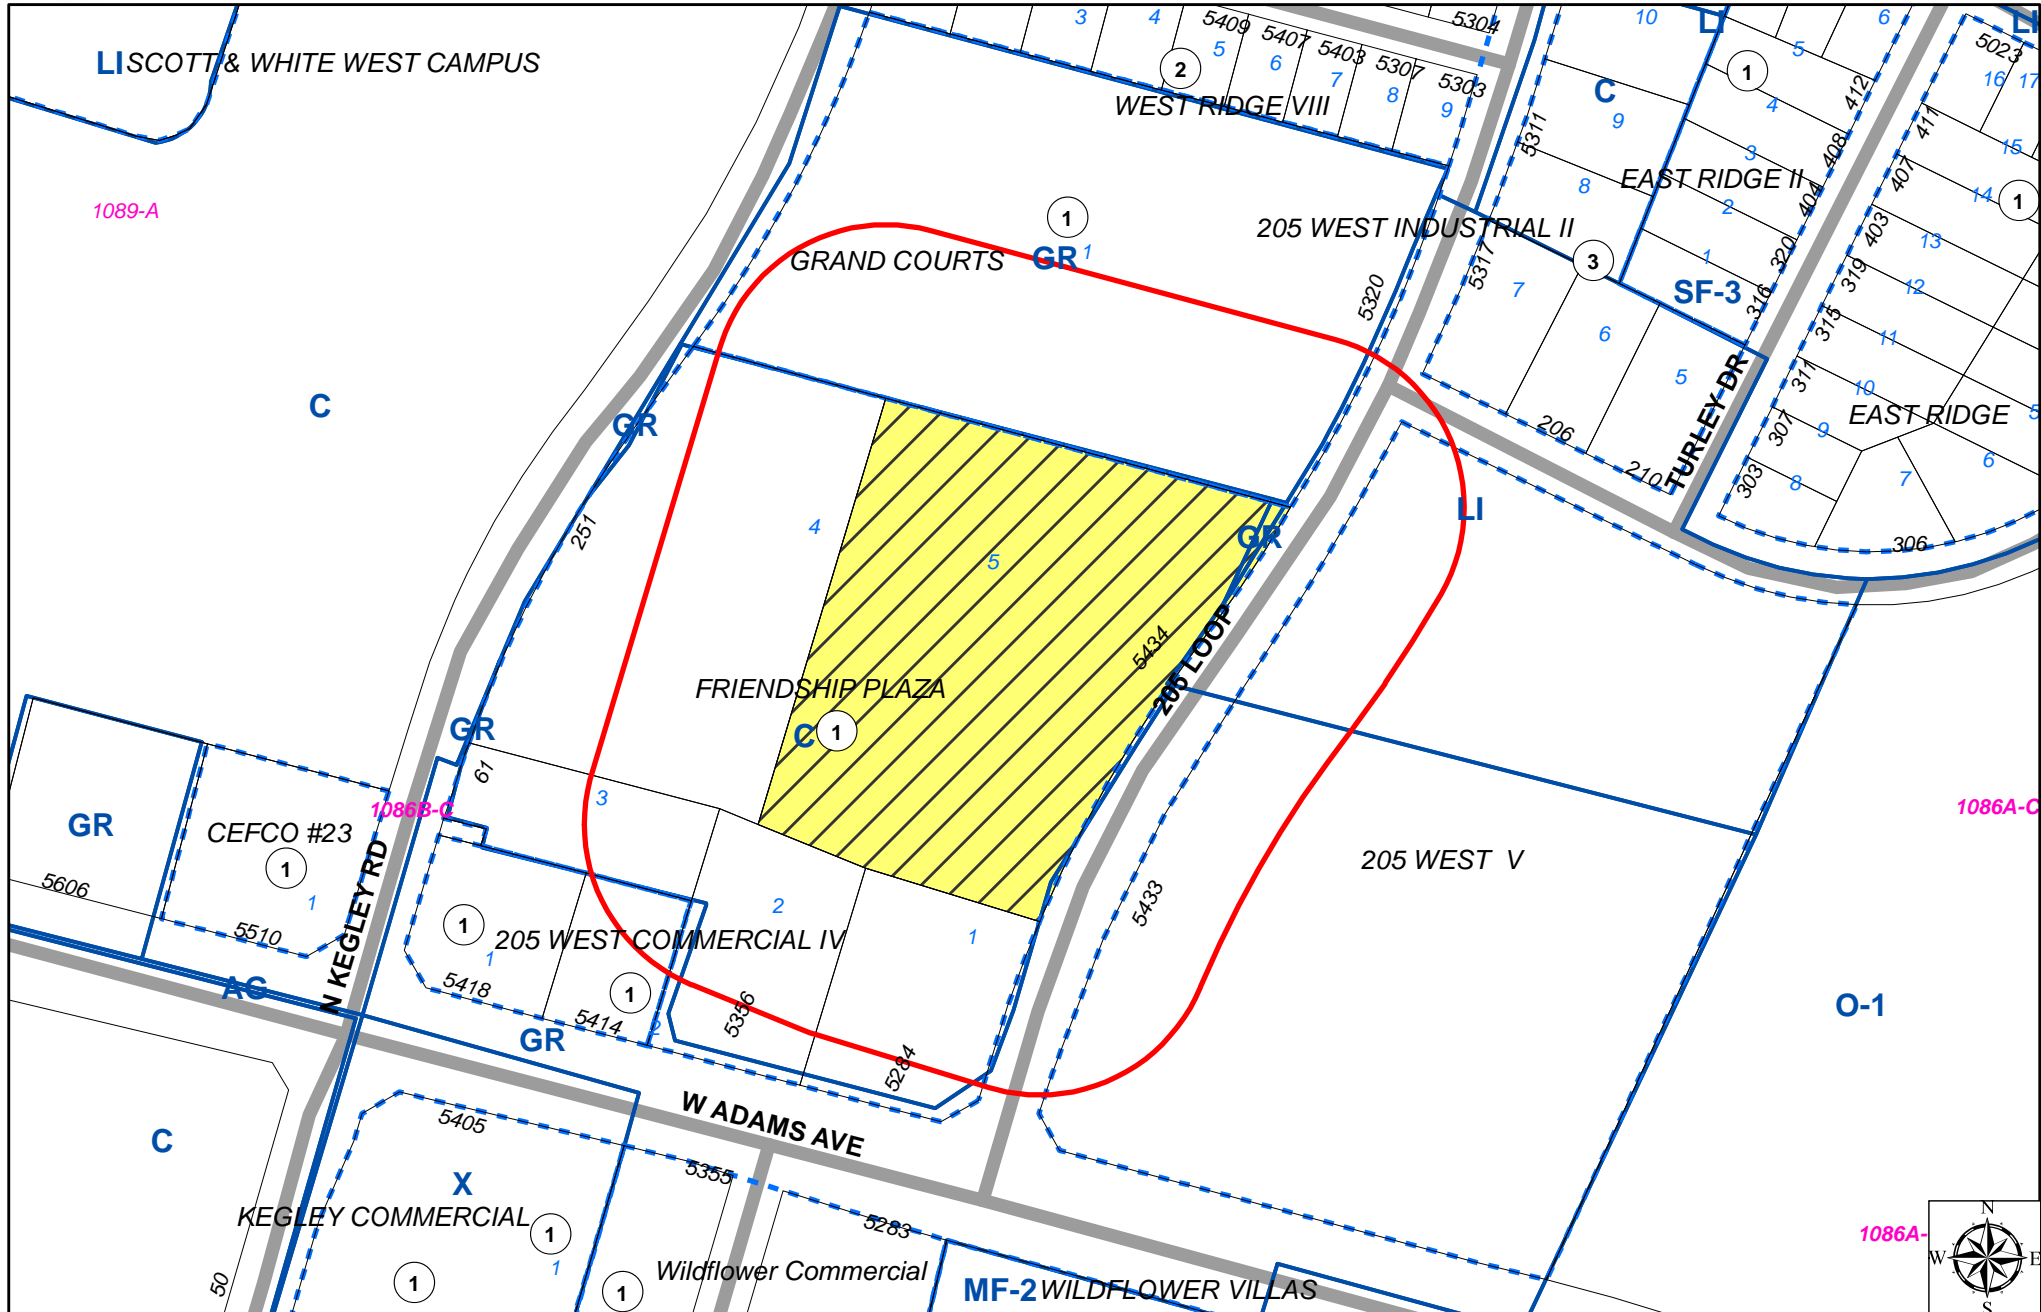 3
4
5409
5407
5403
5307
5303
5304
10
LI
6
LI
5023
LI SCOTT & WHITE WEST CAMPUS
2
5
6
7
8
9
WEST RIDGE VIII
C
9
1
5
4
412
16
17
411
15
5311
3
408
8
EAST RIDGE II
407
14
1
1089-A
1
GR 1
GRAND COURTS
205 WEST INDUSTRIAL II
2
404
403
13
5317
3
1
320
319
12
7
SF-3
316
315
11
5320
6
5
311
10
C
GR
TURLEY DR
EAST RIDGE
5
206
307
9
6
210
303
8
7
306
251
4
5
GR
LI
5434
205 LOOP
FRIENDSHIP PLAZA
C
1
GR
61
3
1086B-C
GR
CEFCO #23
1
1
5606
5510
N KEGLEY RD
1086A-C
205 WEST  V
5433
2
1
1
205 WEST COMMERCIAL IV
1
5418
1
5414
2
5356
5284
AG
GR
O-1
W ADAMS AVE
C
5405
5355
X
KEGLEY COMMERCIAL
1
1
1
1
50
5283
Wildflower Commercial
MF-2 WILDFLOWER VILLAS
1086A-
N
W
E
S